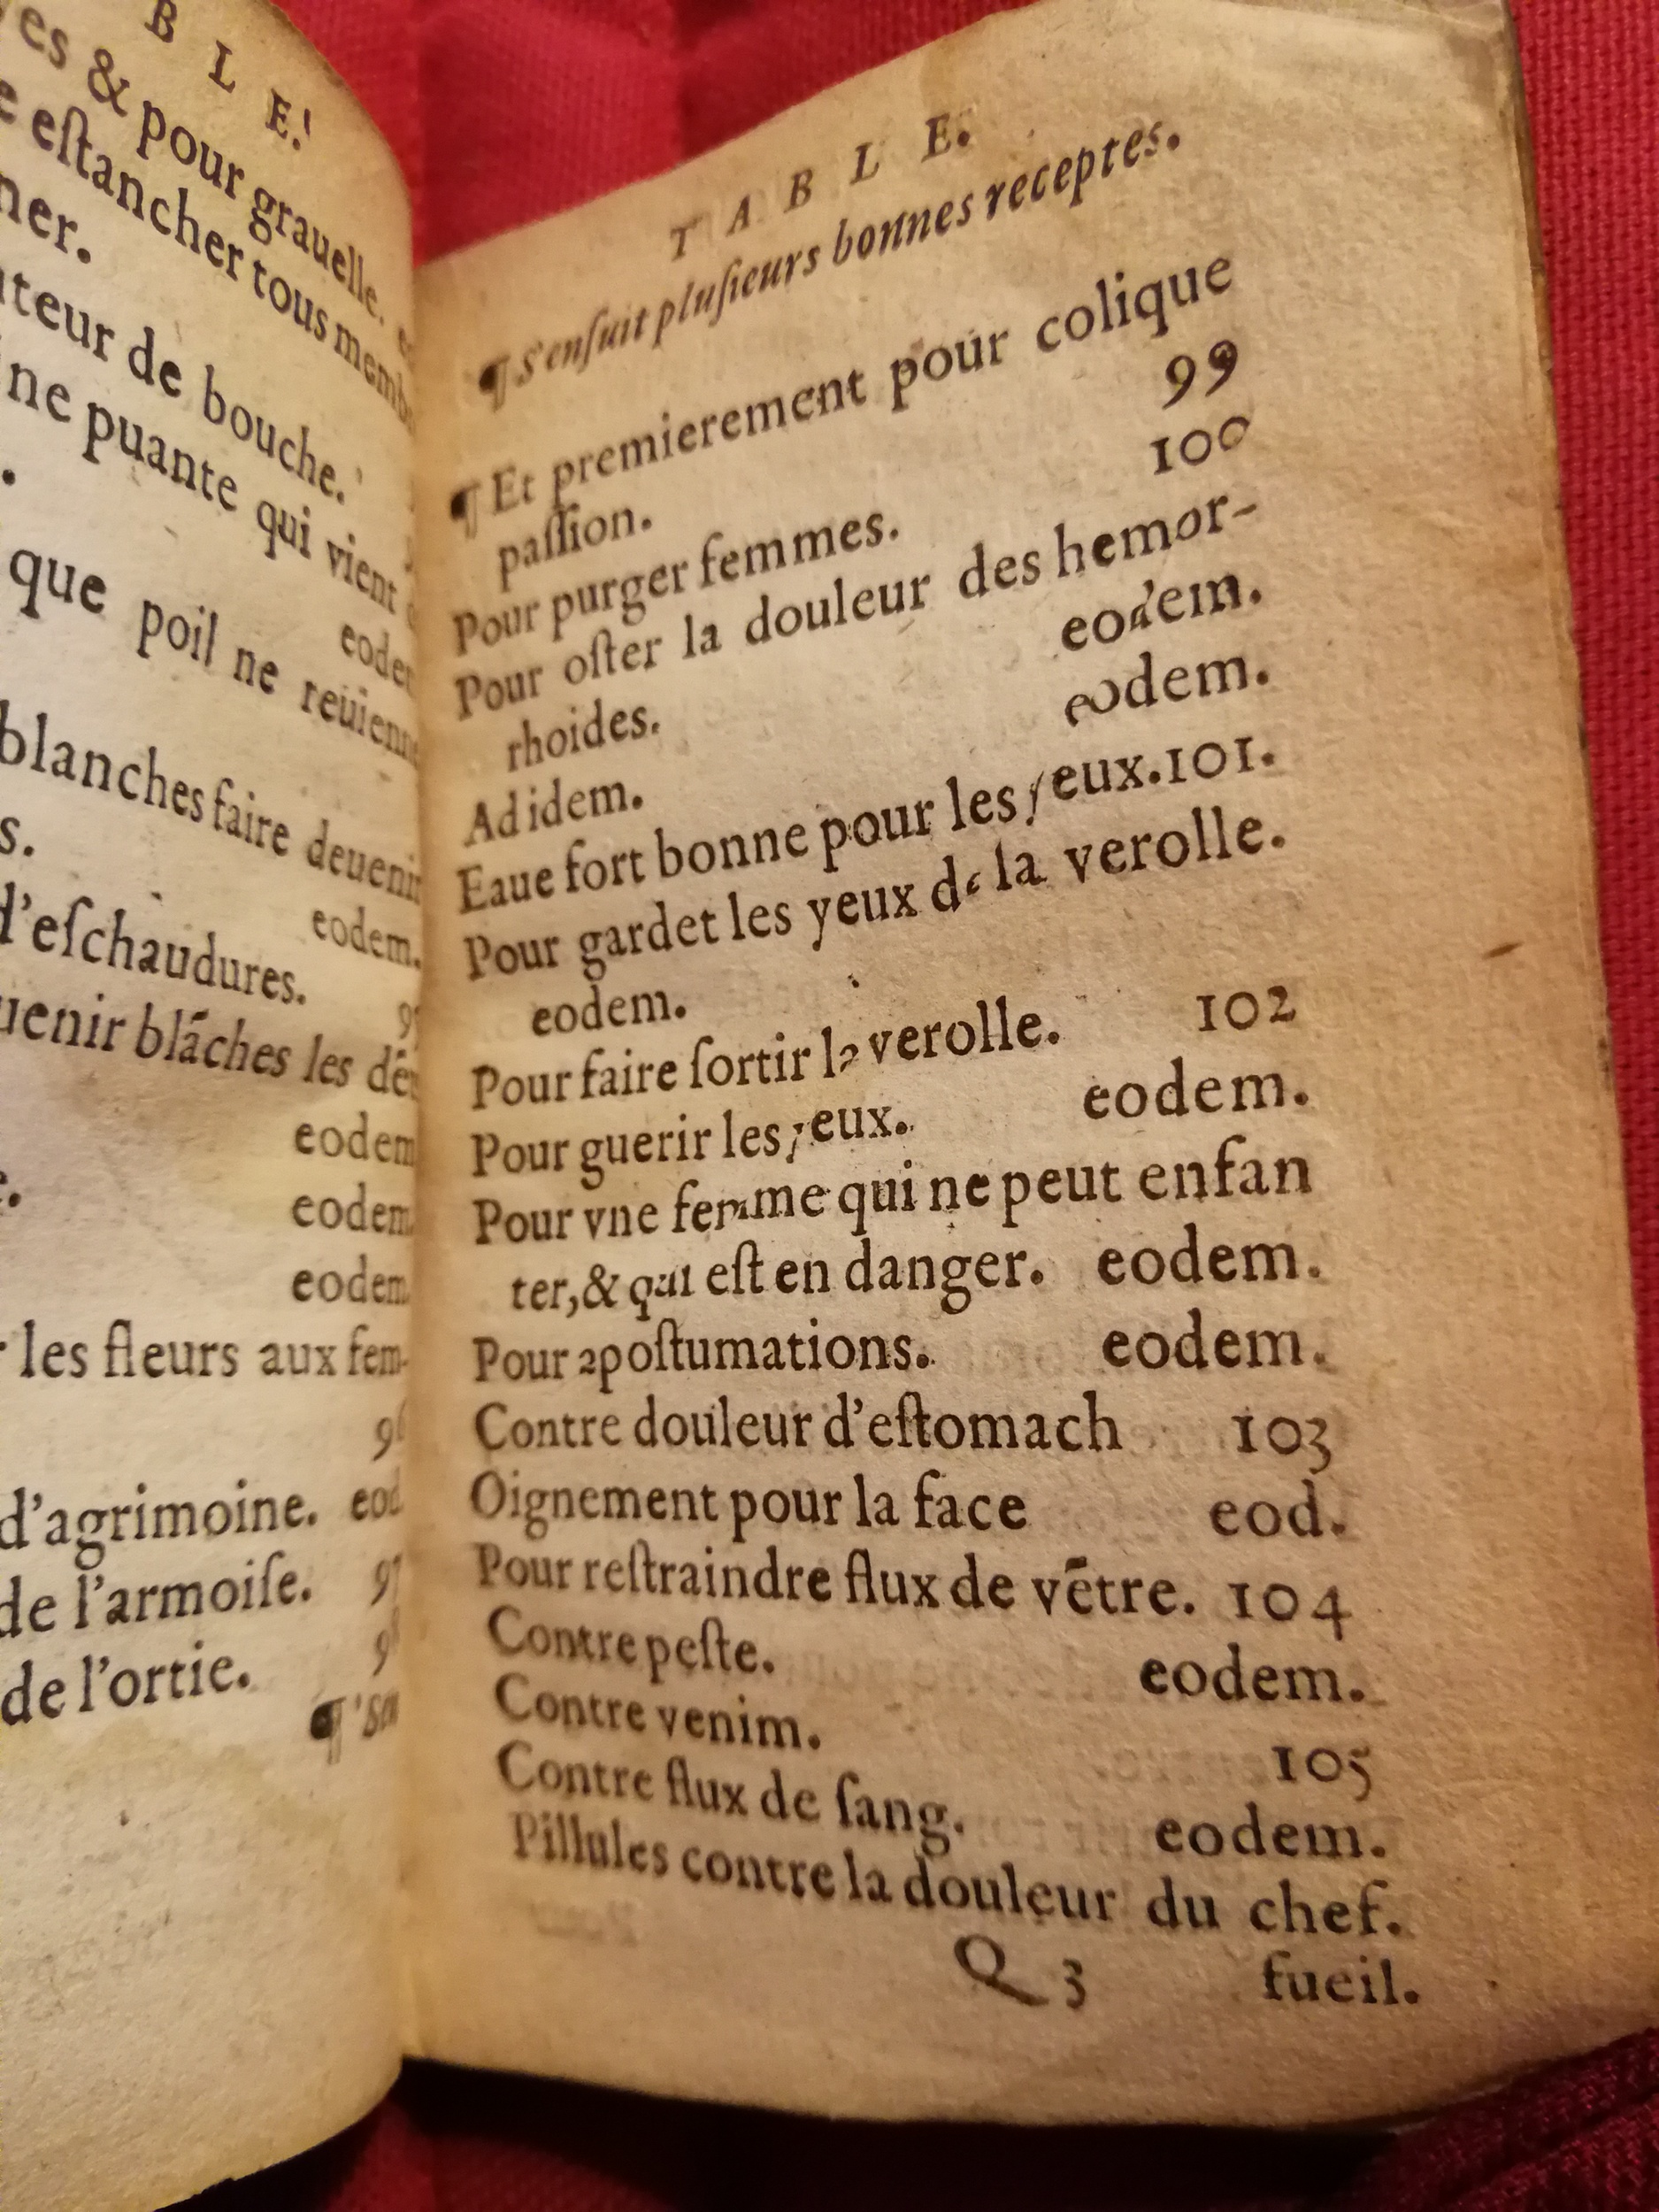 B L E!
es & pour grauelle.
e eſtancher tous memb
ner.
uteur de bouche.
ne puante qui vient
eodem
que poil ne reüienne
blanches faire deuenir
s.
eodem.
d'eſchaudures.
uenir blāches les dē
eodem
eodem
eodem
les fleurs aux fem-
d'agrimoine. eod.
de l'armoiſe.
de l'ortie.
T A B L E.
¶ S'enſuit pluſieurs bonnes receptes.
¶ Et premierement pour colique
paſſion. 99
Pour purger femmes. 100
Pour oſter la douleur des hemor-
rhoides. eodem.
Ad idem. eodem.
Eaue fort bonne pour les yeux. 101.
Pour gardet les yeux de la verolle.
eodem.
Pour faire ſortir la verolle. 102
Pour guerir les yeux. eodem.
Pour vne femme qui ne peut enfan
ter, & qui eſt en danger. eodem.
Pour apoſtumations. eodem.
Contre douleur d'eſtomach 103
Oignement pour la face eod.
Pour reſtraindre flux de vētre. 104
Contre peſte. eodem.
Contre venim. 105
Contre flux de ſang. eodem.
Pillules contre la douleur du chef.
Q 3 fueil.